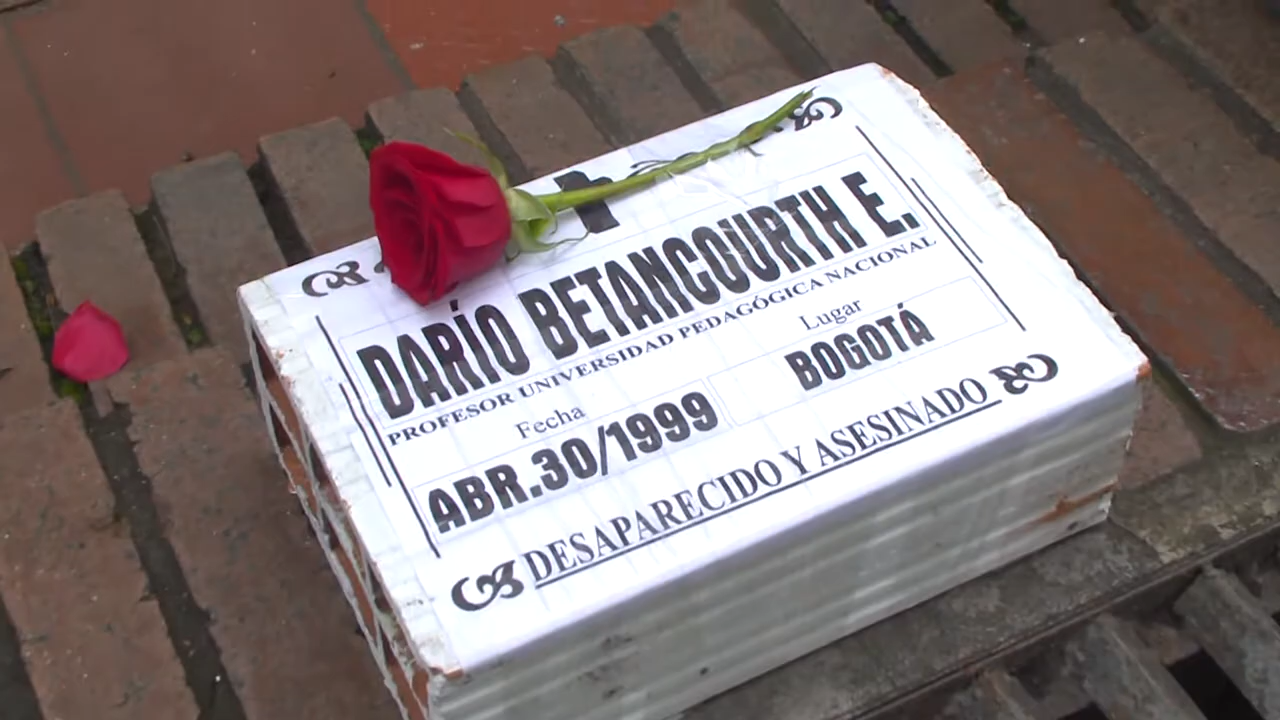 DARÍO BETANCOURTH E.
PROFESOR UNIVERSIDAD PEDAGÓGICA NACIONAL
Fecha
Lugar
ABR.30/1999
BOGOTÁ
DESAPARECIDO Y ASESINADO